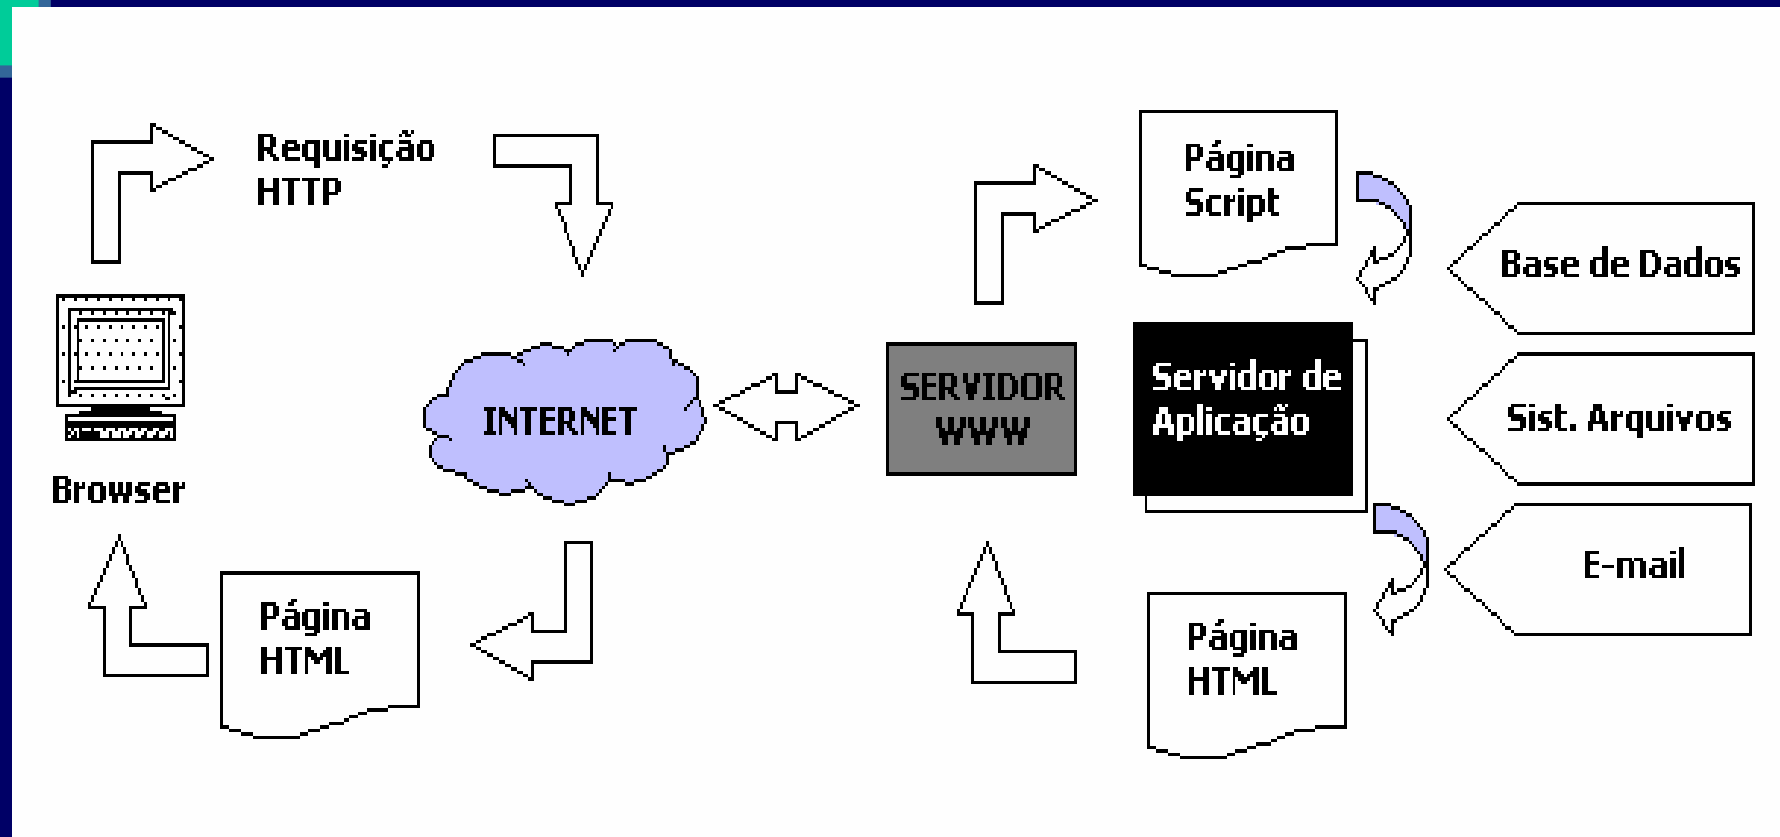 Requisição
HTTP
Browser
Página
HTML
INTERNET
SERVIDOR
WWW
Página
Script
Servidor de
Aplicação
Página
HTML
Base de Dados
Sist. Arquivos
E-mail